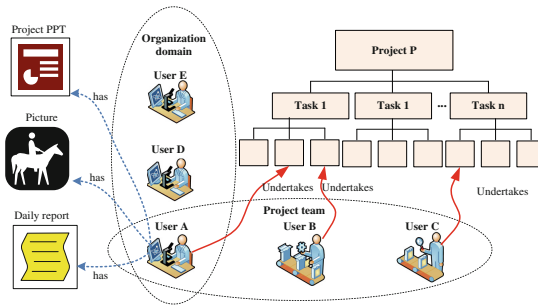 Project PPT
Organization
domain
Project P
User E
has
Task 1
Task 1
...
Task n
Picture
User D
Undertakes
Undertakes
Undertakes
has
Project team
Daily report
User A
User B
User C
has